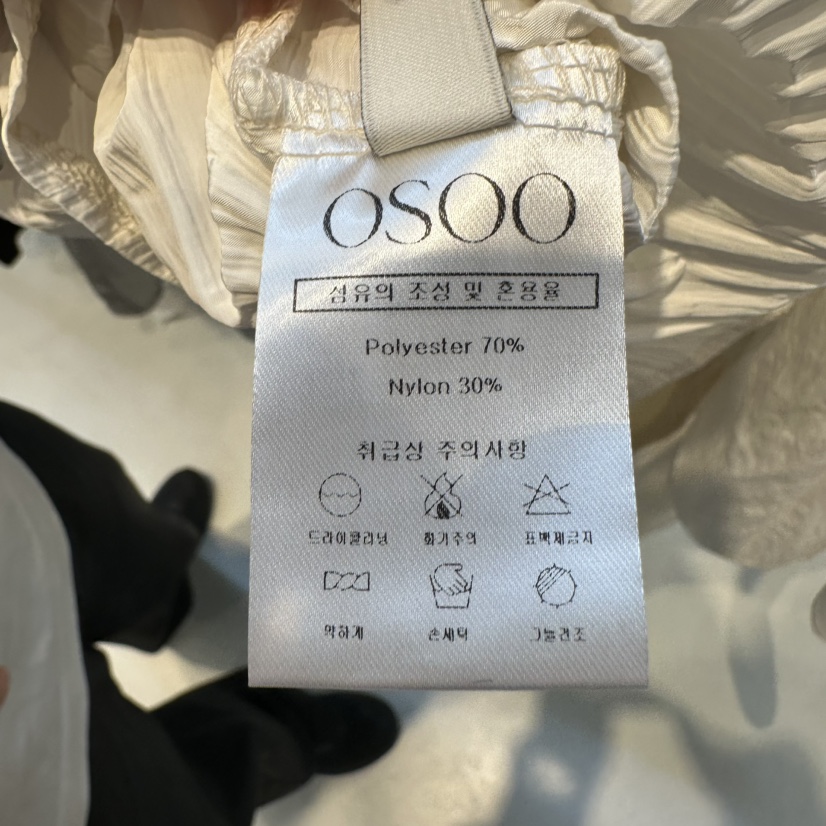 OSOO
섬유의 조성 및 혼용율
Polyester 70%
Nylon 30%
취급상 주의사항
드라이클리닝 화기주의 표백제금지
약하게 손세탁 그늘건조